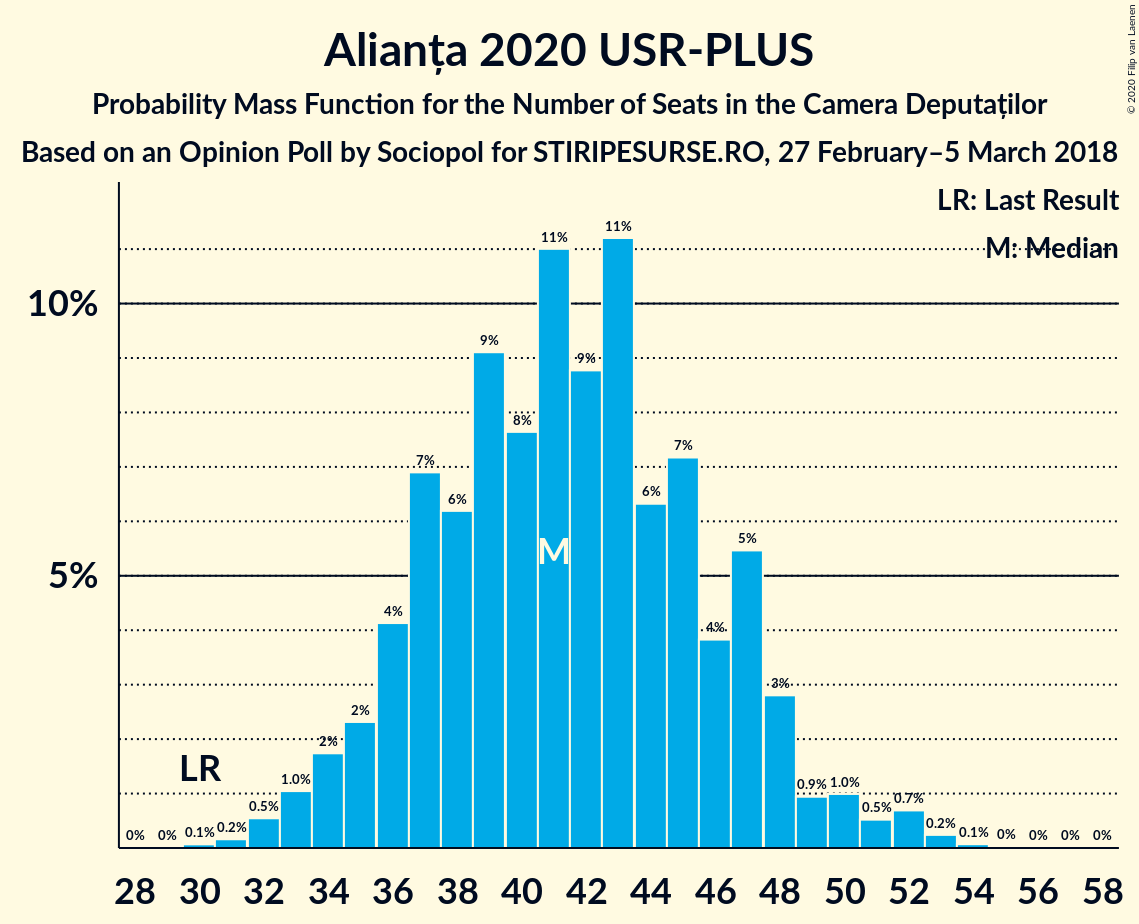 Alianța 2020 USR-PLUS
Probability Mass Function for the Number of Seats in the Camera Deputaților
Based on an Opinion Poll by Sociopol for STIRIPESURSE.RO, 27 February–5 March 2018
© 2020 Filip van Laenen
LR: Last Result
M: Median
10%
5%
0% 0% 0.1% 0.2% 0.5% 1.0% 2% 2% 4% 7% 6% 9% 8% 11% 9% 11% 6% 7% 4% 5% 3% 0.9% 1.0% 0.5% 0.7% 0.2% 0.1% 0% 0% 0% 0%
LR
M
28 30 32 34 36 38 40 42 44 46 48 50 52 54 56 58